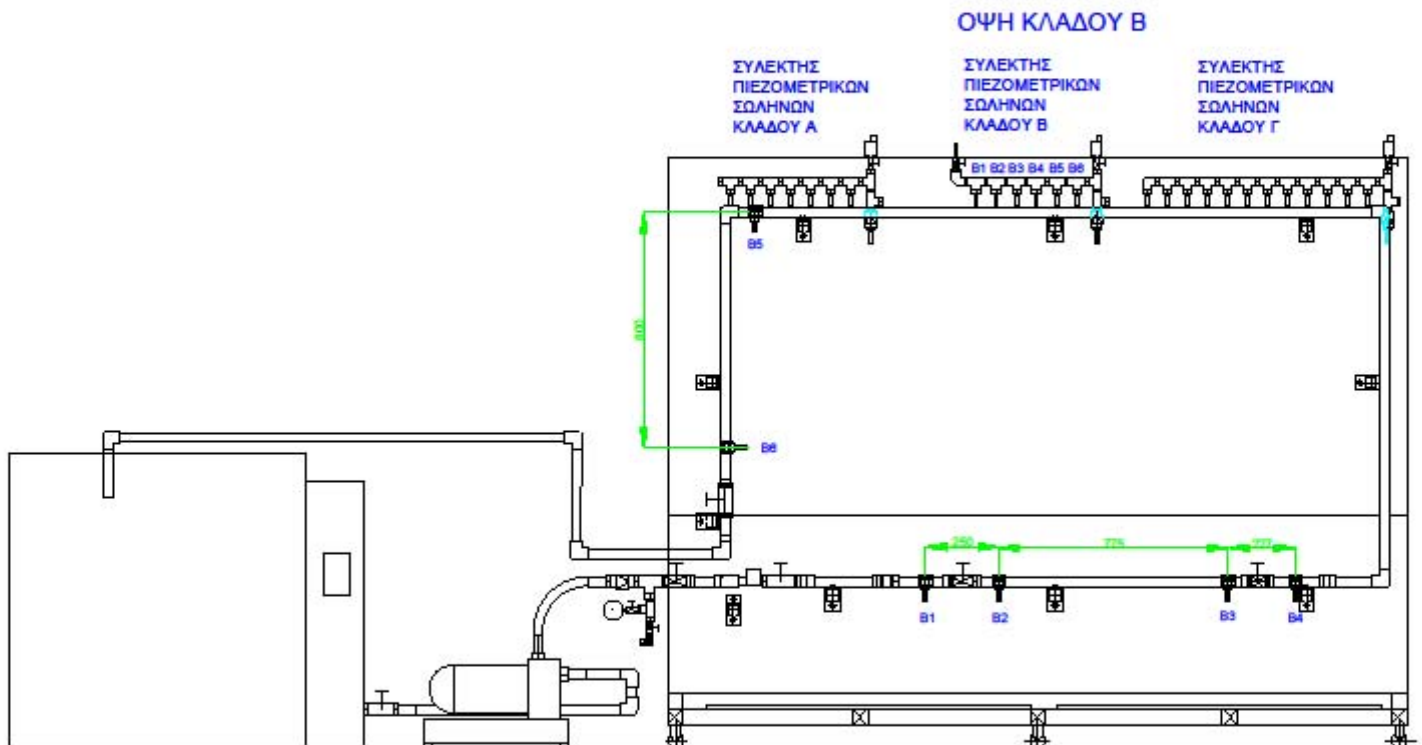 ΟΨΗ ΚΛΑΔΟΥ Β
ΣΥΛΕΚΤΗΣ
ΠΙΕΖΟΜΕΤΡΙΚΩΝ
ΣΩΛΗΝΩΝ
ΚΛΑΔΟΥ Α
ΣΥΛΕΚΤΗΣ
ΠΙΕΖΟΜΕΤΡΙΚΩΝ
ΣΩΛΗΝΩΝ
ΚΛΑΔΟΥ Β
ΣΥΛΕΚΤΗΣ
ΠΙΕΖΟΜΕΤΡΙΚΩΝ
ΣΩΛΗΝΩΝ
ΚΛΑΔΟΥ Γ
B1 B2 B3 B4 B5 B6
B5
800
B6
250
775
B1
B2
B3
B4